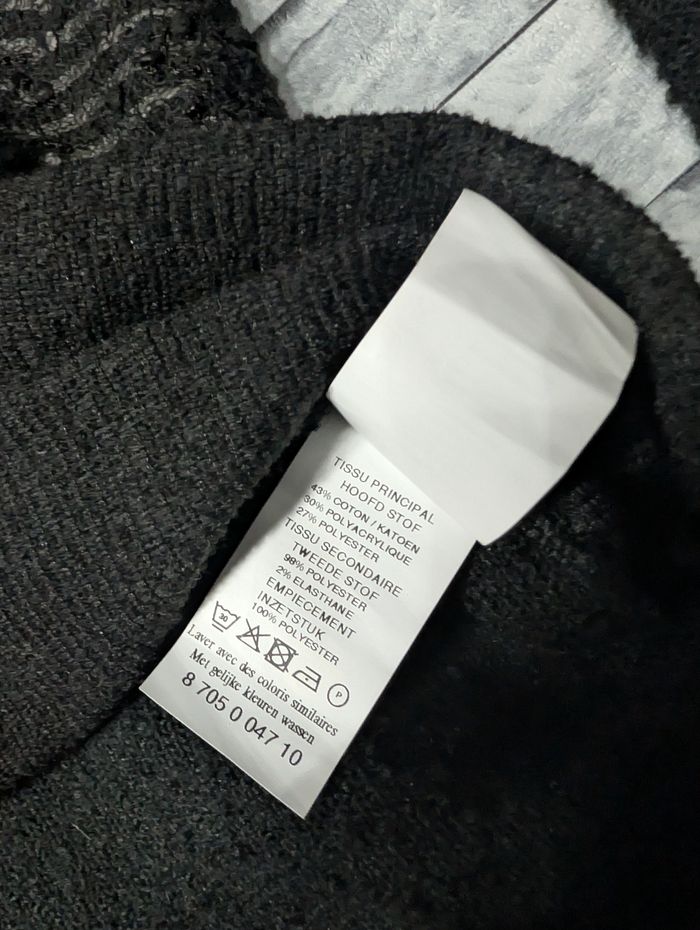 TISSU PRINCIPAL
HOOFD STOF
43% COTON / KATOEN
30% POLYACRYLIQUE
27% POLYESTER
TISSU SECONDAIRE
TWEEDE STOF
98% POLYESTER
2% ELASTHANE
EMPIECEMENT
INZETSTUK
100% POLYESTER
30 P
Laver avec des coloris similaires
Met gelijke kleuren wassen
8 705 0 047 10